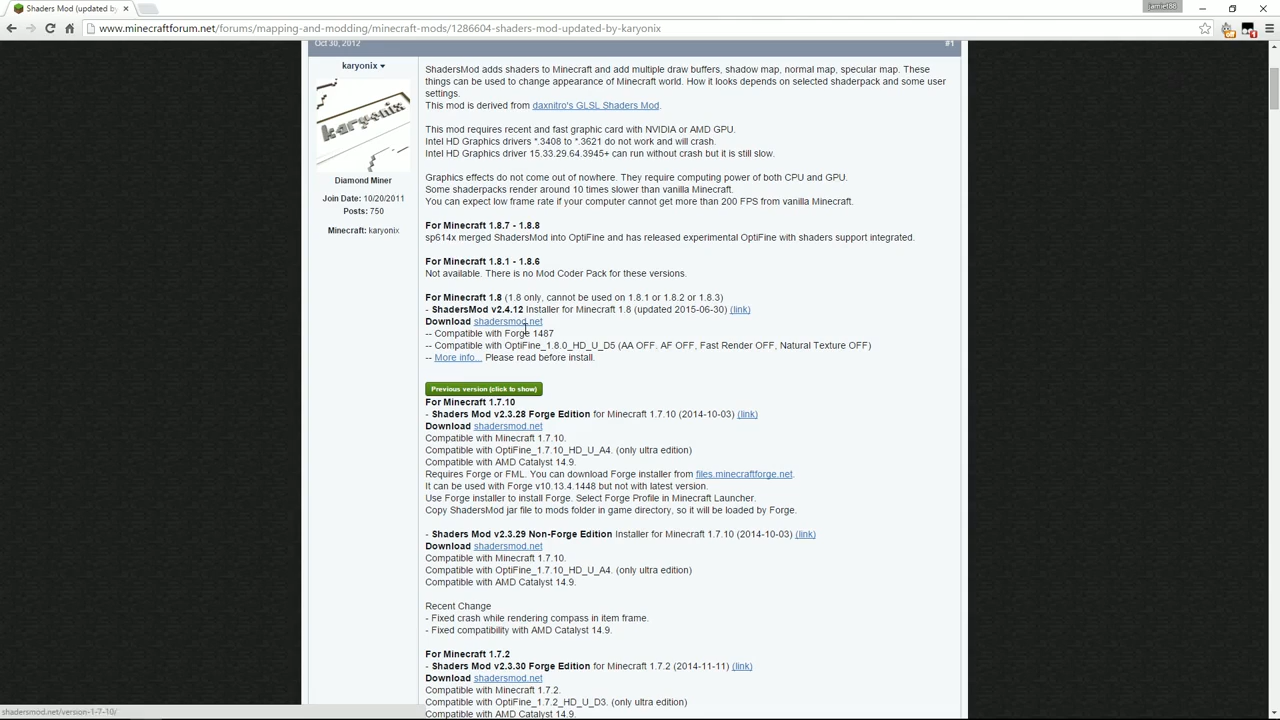 Shaders Mod (updated by
jamiet88
www.minecraftforum.net/forums/mapping-and-modding/minecraft-mods/1286604-shaders-mod-updated-by-karyonix
Oct 30, 2012
#1
karyonix
karyonix
Diamond Miner
Join Date: 10/20/2011
Posts: 750
Minecraft: karyonix
ShadersMod adds shaders to Minecraft and add multiple draw buffers, shadow map, normal map, specular map. These
things can be used to change appearance of Minecraft world. How it looks depends on selected shaderpack and some user
settings.
This mod is derived from daxnitro's GLSL Shaders Mod.
This mod requires recent and fast graphic card with NVIDIA or AMD GPU.
Intel HD Graphics drivers *.3408 to *.3621 do not work and will crash.
Intel HD Graphics driver 15.33.29.64.3945+ can run without crash but it is still slow.
Graphics effects do not come out of nowhere. They require computing power of both CPU and GPU.
Some shaderpacks render around 10 times slower than vanilla Minecraft.
You can expect low frame rate if your computer cannot get more than 200 FPS from vanilla Minecraft.
For Minecraft 1.8.7 - 1.8.8
sp614x merged ShadersMod into OptiFine and has released experimental OptiFine with shaders support integrated.
For Minecraft 1.8.1 - 1.8.6
Not available. There is no Mod Coder Pack for these versions.
For Minecraft 1.8 (1.8 only, cannot be used on 1.8.1 or 1.8.2 or 1.8.3)
- ShadersMod v2.4.12 Installer for Minecraft 1.8 (updated 2015-06-30) (link)
Download shadersmod.net
-- Compatible with Forge 1487
-- Compatible with OptiFine_1.8.0_HD_U_D5 (AA OFF. AF OFF, Fast Render OFF, Natural Texture OFF)
-- More info... Please read before install.
Previous version (click to show)
For Minecraft 1.7.10
- Shaders Mod v2.3.28 Forge Edition for Minecraft 1.7.10 (2014-10-03) (link)
Download shadersmod.net
Compatible with Minecraft 1.7.10.
Compatible with OptiFine_1.7.10_HD_U_A4. (only ultra edition)
Compatible with AMD Catalyst 14.9.
Requires Forge or FML. You can download Forge installer from files.minecraftforge.net.
It can be used with Forge v10.13.4.1448 but not with latest version.
Use Forge installer to install Forge. Select Forge Profile in Minecraft Launcher.
Copy ShadersMod jar file to mods folder in game directory, so it will be loaded by Forge.
- Shaders Mod v2.3.29 Non-Forge Edition Installer for Minecraft 1.7.10 (2014-10-03) (link)
Download shadersmod.net
Compatible with Minecraft 1.7.10.
Compatible with OptiFine_1.7.10_HD_U_A4. (only ultra edition)
Compatible with AMD Catalyst 14.9.
Recent Change
- Fixed crash while rendering compass in item frame.
- Fixed compatibility with AMD Catalyst 14.9.
For Minecraft 1.7.2
- Shaders Mod v2.3.30 Forge Edition for Minecraft 1.7.2 (2014-11-11) (link)
Download shadersmod.net
Compatible with Minecraft 1.7.2.
Compatible with OptiFine_1.7.2_HD_U_D3. (only ultra edition)
Compatible with AMD Catalyst 14.9.
shadersmod.net/version-1-7-10/